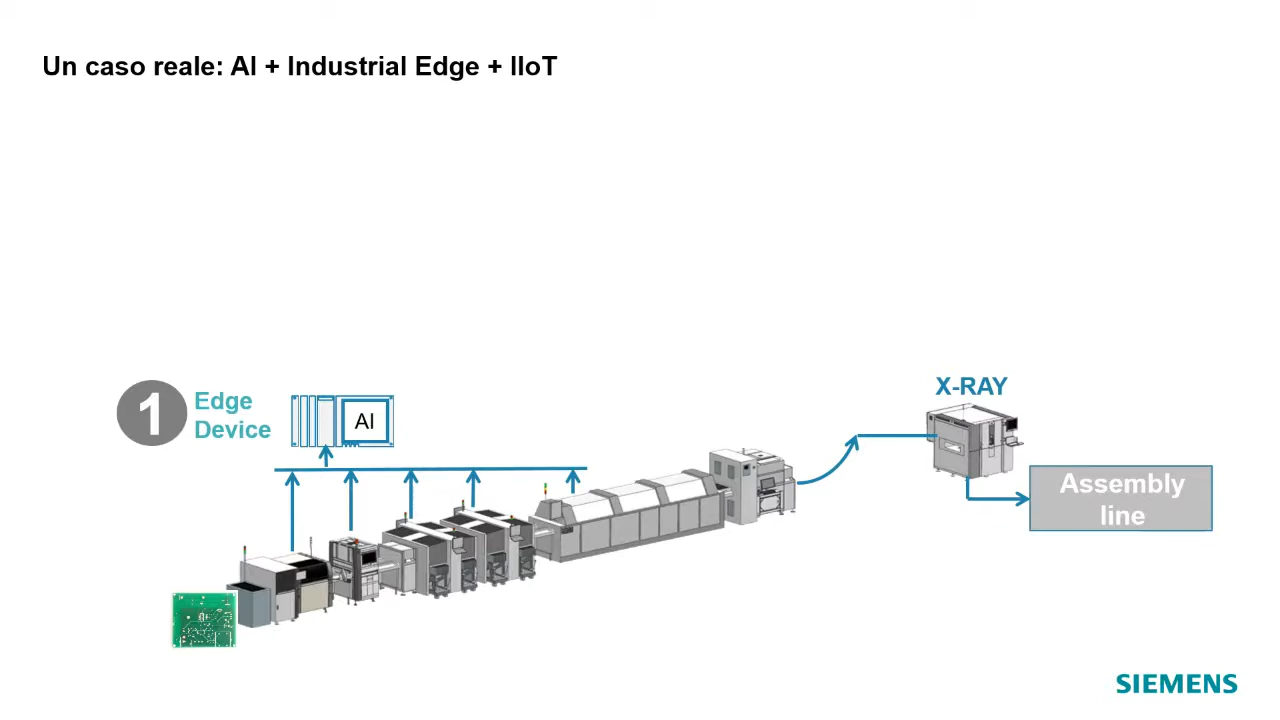 Un caso reale: AI + Industrial Edge + IIoT
1
Edge
Device
AI
X-RAY
Assembly
line
SIEMENS